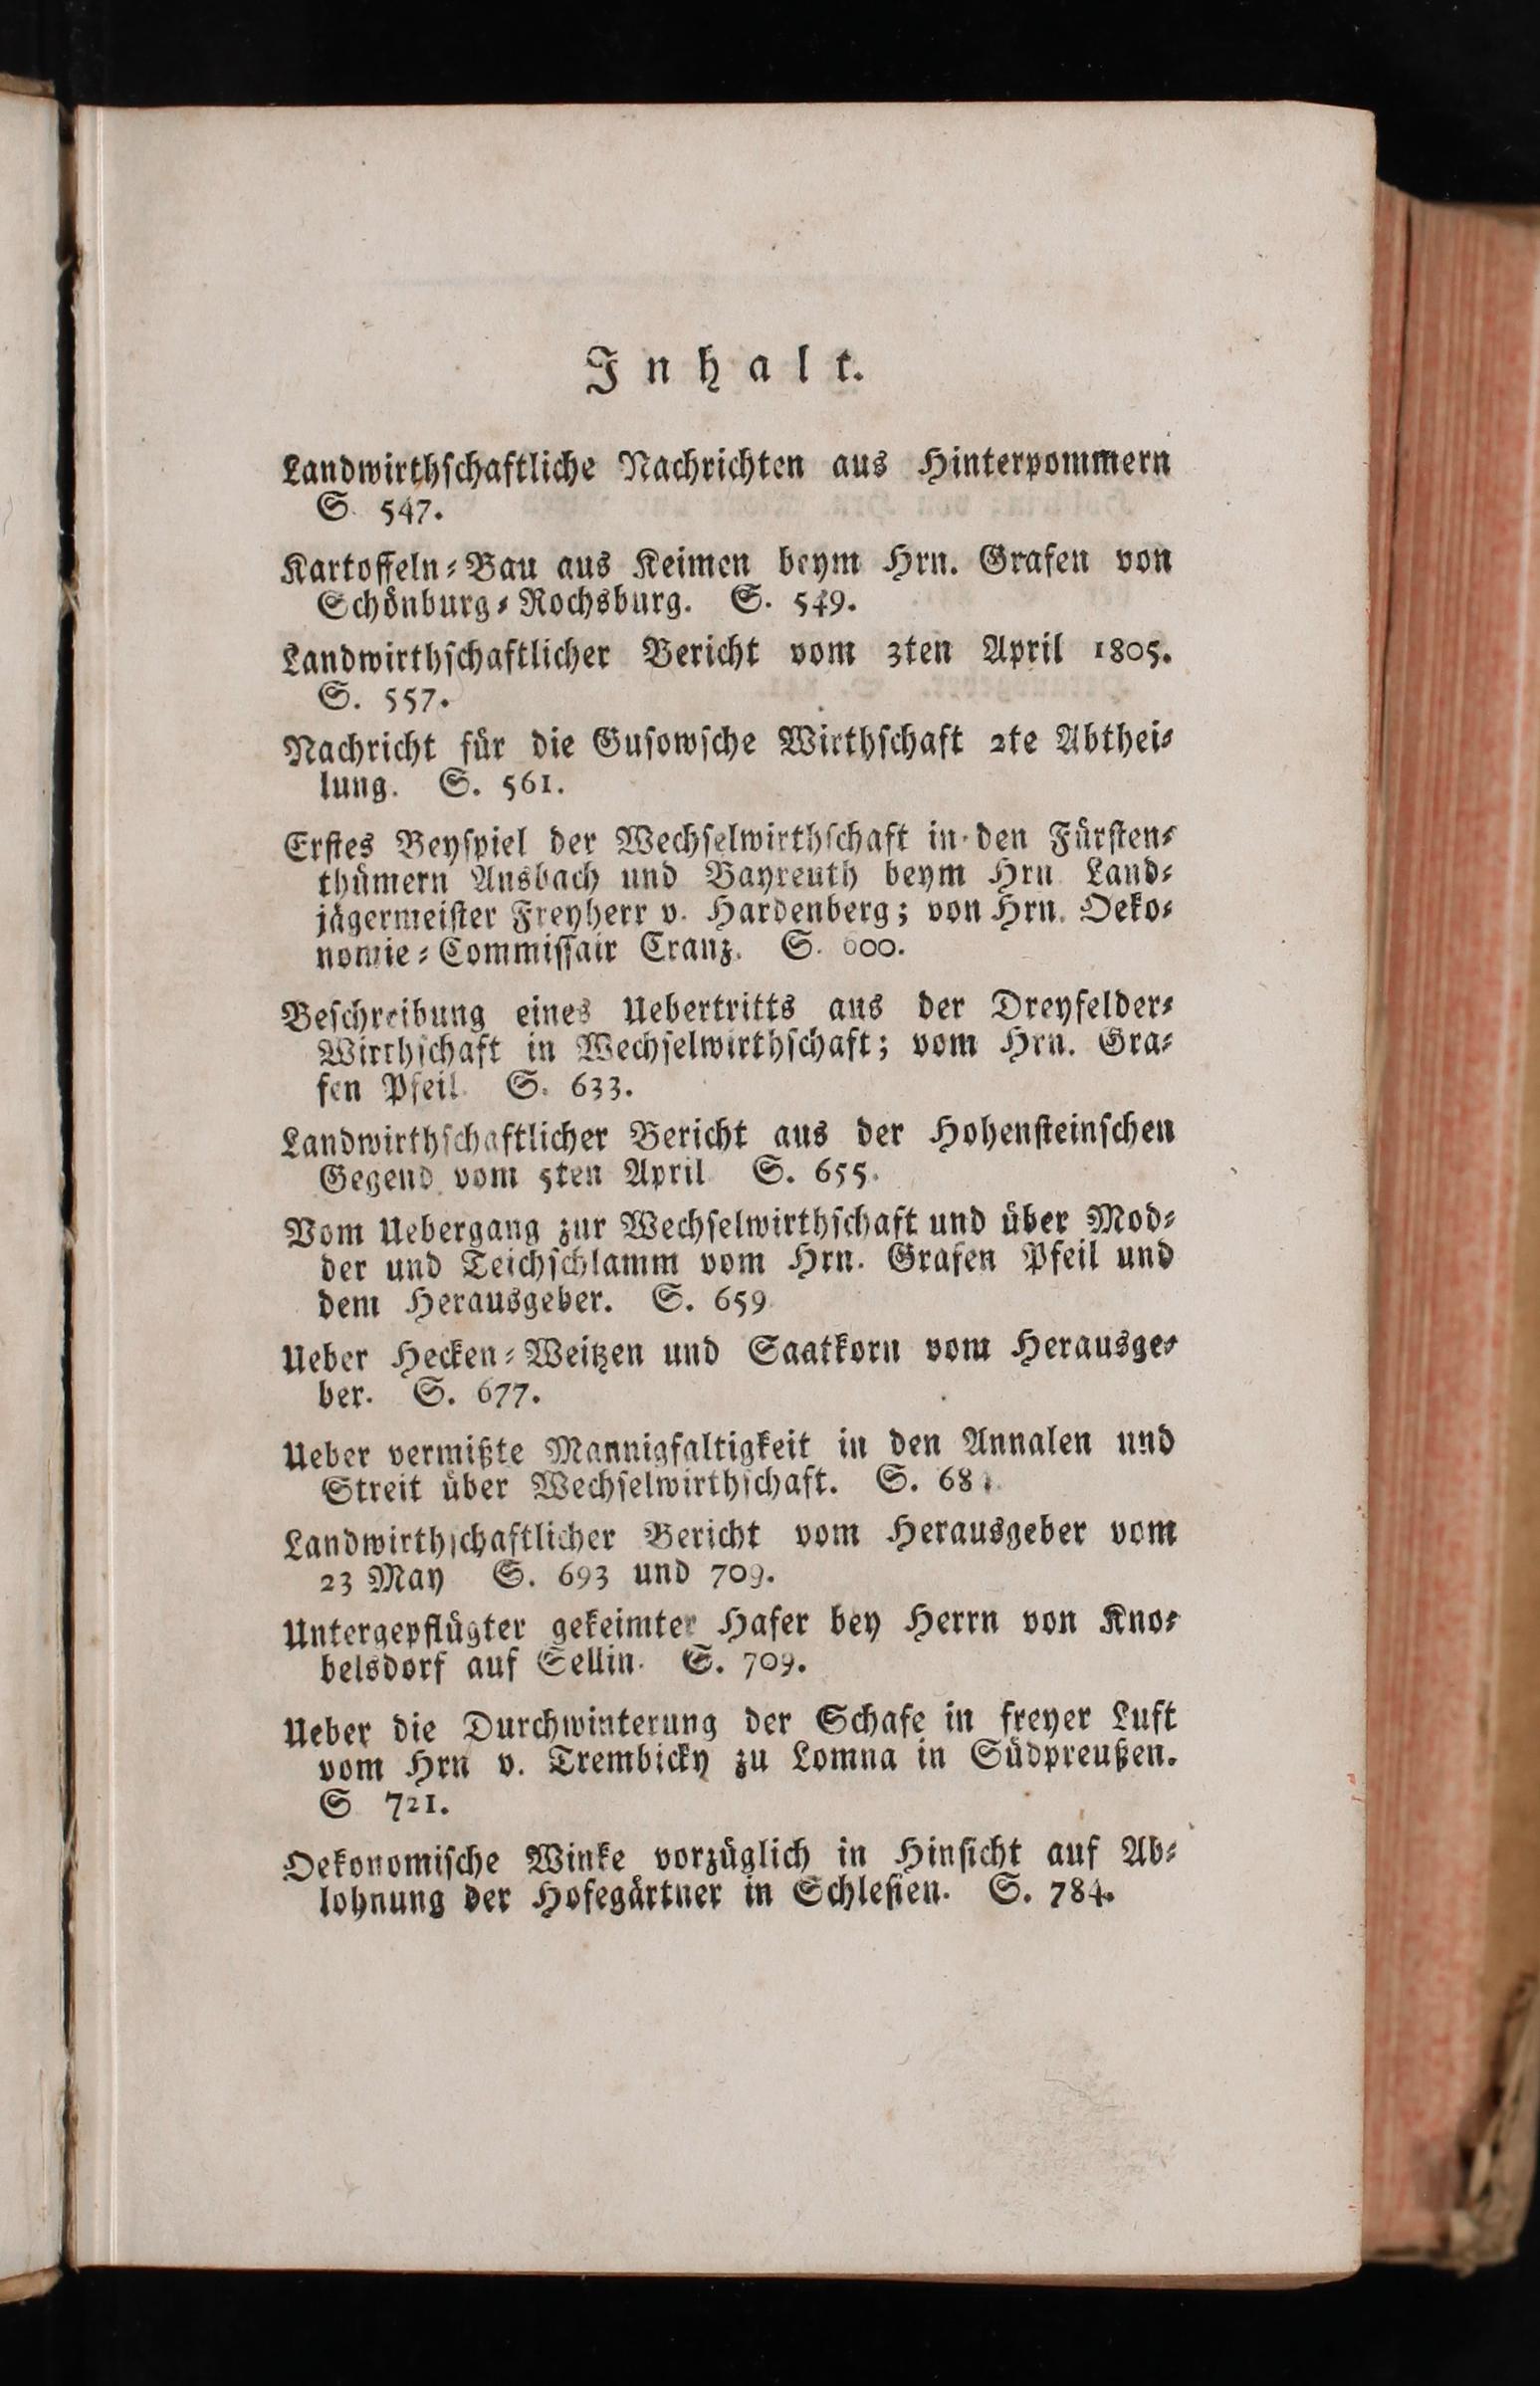 Inhalt.
Landwirthschaftliche Nachrichten aus Hinterpommern
S. 547.
Kartoffeln-Bau aus Keimen beym Hrn. Grafen von
Schönburg-Rochsburg. S. 549.
Landwirthschaftlicher Bericht vom 3ten April 1805.
S. 557.
Nachricht für die Gusowsche Wirthschaft 2te Abthei-
lung. S. 561.
Erstes Beyspiel der Wechselwirthschaft in den Fürsten-
thümern Ansbach und Bayreuth beym Hrn Land-
jägermeister Freyherr v. Hardenberg; von Hrn. Oeko-
nomie-Commissair Cranz. S. 600.
Beschreibung eines Uebertritts aus der Dreyfelder-
Wirthschaft in Wechselwirthschaft; vom Hrn. Gra-
fen Pfeil. S. 633.
Landwirthschaftlicher Bericht aus der Hohensteinschen
Gegend vom 5ten April S. 655.
Vom Uebergang zur Wechselwirthschaft und über Mod-
der und Teichschlamm vom Hrn. Grafen Pfeil und
dem Herausgeber. S. 659
Ueber Hecken-Weitzen und Saatkorn vom Herausge-
ber. S. 677.
Ueber vermißte Mannigfaltigkeit in den Annalen und
Streit über Wechselwirthschaft. S.
Landwirthschaftlicher Bericht vom Herausgeber vom
23 May S. 693 und 709.
Untergepflügter gekeimter Hafer bey Herrn von Kno-
belsdorf auf Sellin. S. 709.
Ueber die Durchwinterung der Schafe in freyer Luft
vom Hrn v. Trembicky zu Lomna in Südpreußen.
S 721.
Oekonomische Winke vorzüglich in Hinsicht auf Ab-
lohnung der Hofegärtner in Schlesien. S. 784.